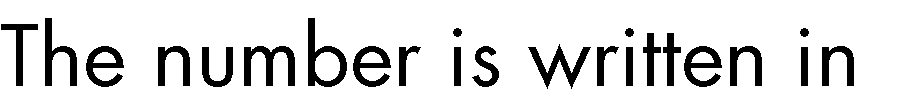 The number is written in